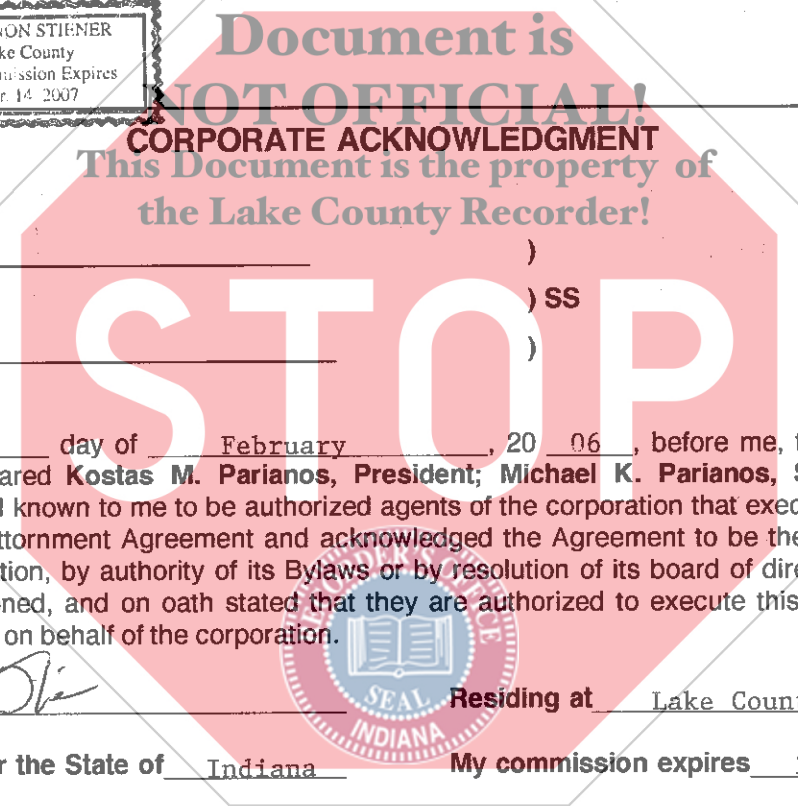 NON STIENER
ke County
mission Expires
r. 14 2007
Document is
NOT OFFICIAL!
CORPORATE ACKNOWLEDGMENT
This Document is the property of
the Lake County Recorder!
)
) SS
)
STOP
day of February, 20 06, before me, t
ared Kostas M. Parianos, President; Michael K. Parianos, S
known to me to be authorized agents of the corporation that exec
ttornment Agreement and acknowledged the Agreement to be the
tion, by authority of its Bylaws or by resolution of its board of dire
ned, and on oath stated that they are authorized to execute this
on behalf of the corporation.
RECORDER'S OFFICE
SEAL
INDIANA
Residing at Lake Count
r the State of Indiana My commission expires